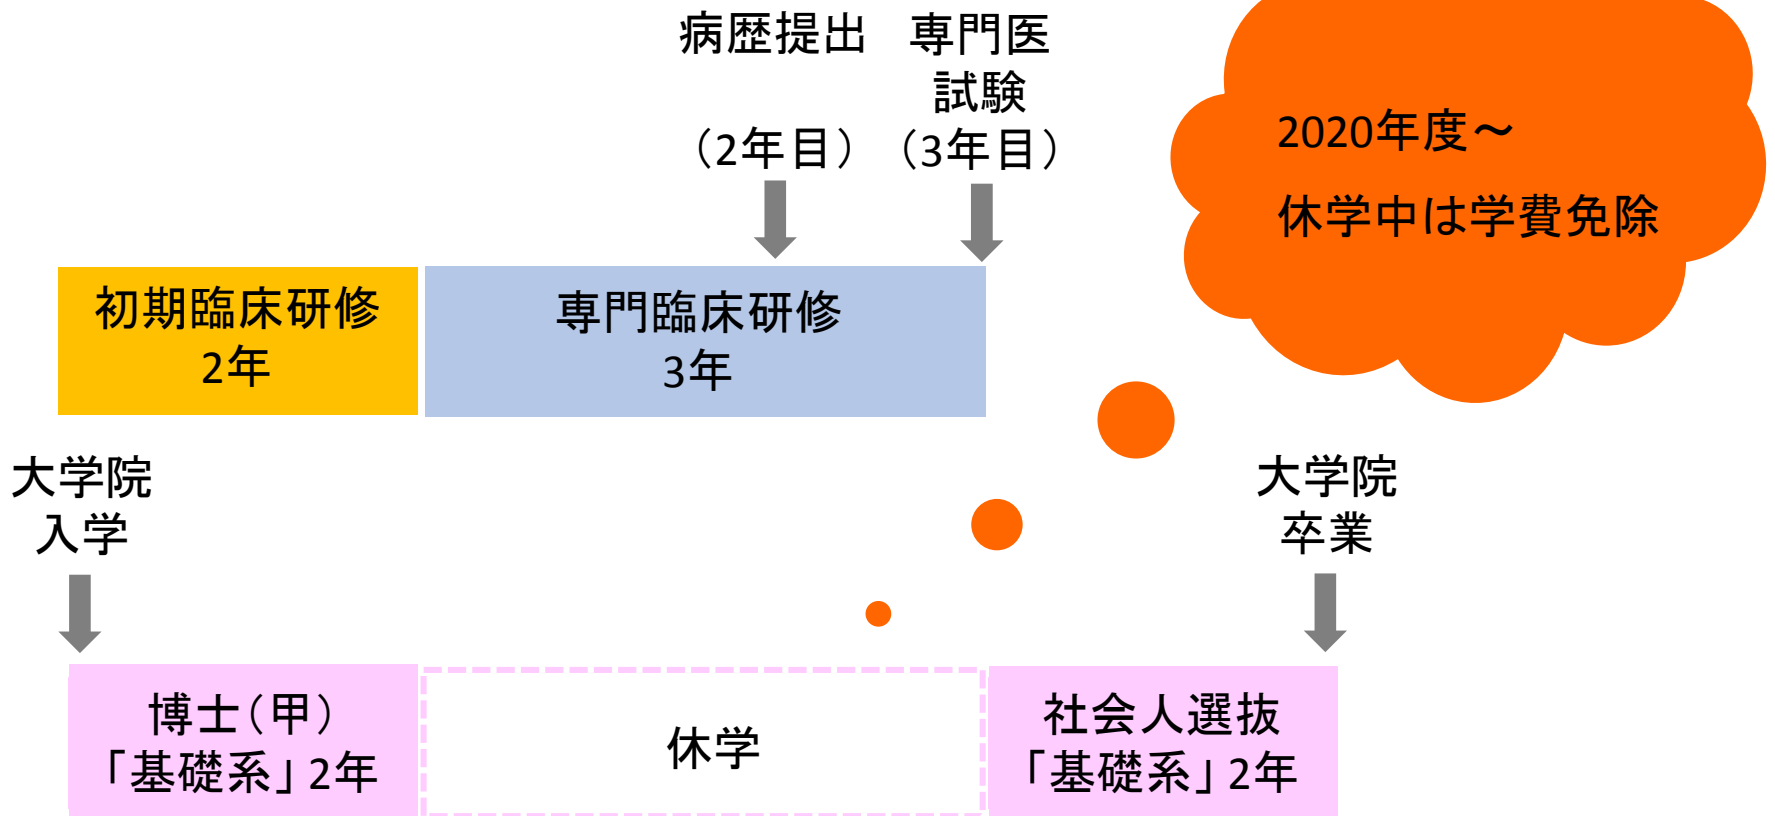 病歴提出
(2年目)
専門医
試験
(3年目)
2020年度～
休学中は学費免除
初期臨床研修
2年
専門臨床研修
3年
大学院
入学
大学院
卒業
博士(甲)
「基礎系」2年
休学
社会人選抜
「基礎系」2年